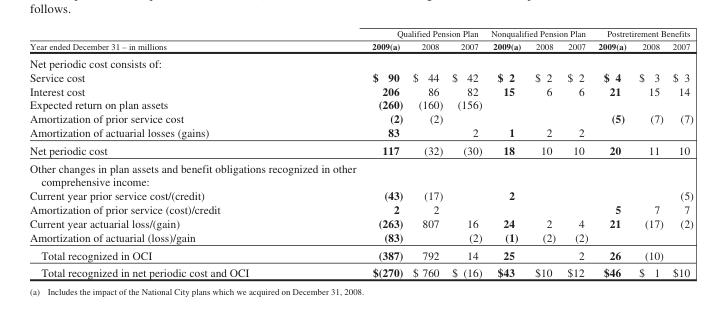 follows.
Qualified Pension Plan Nonqualified Pension Plan Postretirement Benefits
Year ended December 31 – in millions 2009(a) 2008 2007 2009(a) 2008 2007 2009(a) 2008 2007
Net periodic cost consists of:
Service cost $ 90 $ 44 $ 42 $ 2 $ 2 $ 2 $ 4 $ 3 $ 3
Interest cost 206 86 82 15 6 6 21 15 14
Expected return on plan assets (260) (160) (156)
Amortization of prior service cost (2) (2) (5) (7) (7)
Amortization of actuarial losses (gains) 83 2 1 2 2
Net periodic cost 117 (32) (30) 18 10 10 20 11 10
Other changes in plan assets and benefit obligations recognized in other
comprehensive income:
Current year prior service cost/(credit) (43) (17) 2 (5)
Amortization of prior service (cost)/credit 2 2 5 7 7
Current year actuarial loss/(gain) (263) 807 16 24 2 4 21 (17) (2)
Amortization of actuarial (loss)/gain (83) (2) (1) (2) (2)
Total recognized in OCI (387) 792 14 25 2 26 (10)
Total recognized in net periodic cost and OCI $(270) $ 760 $ (16) $43 $10 $12 $46 $ 1 $10
(a) Includes the impact of the National City plans which we acquired on December 31, 2008.